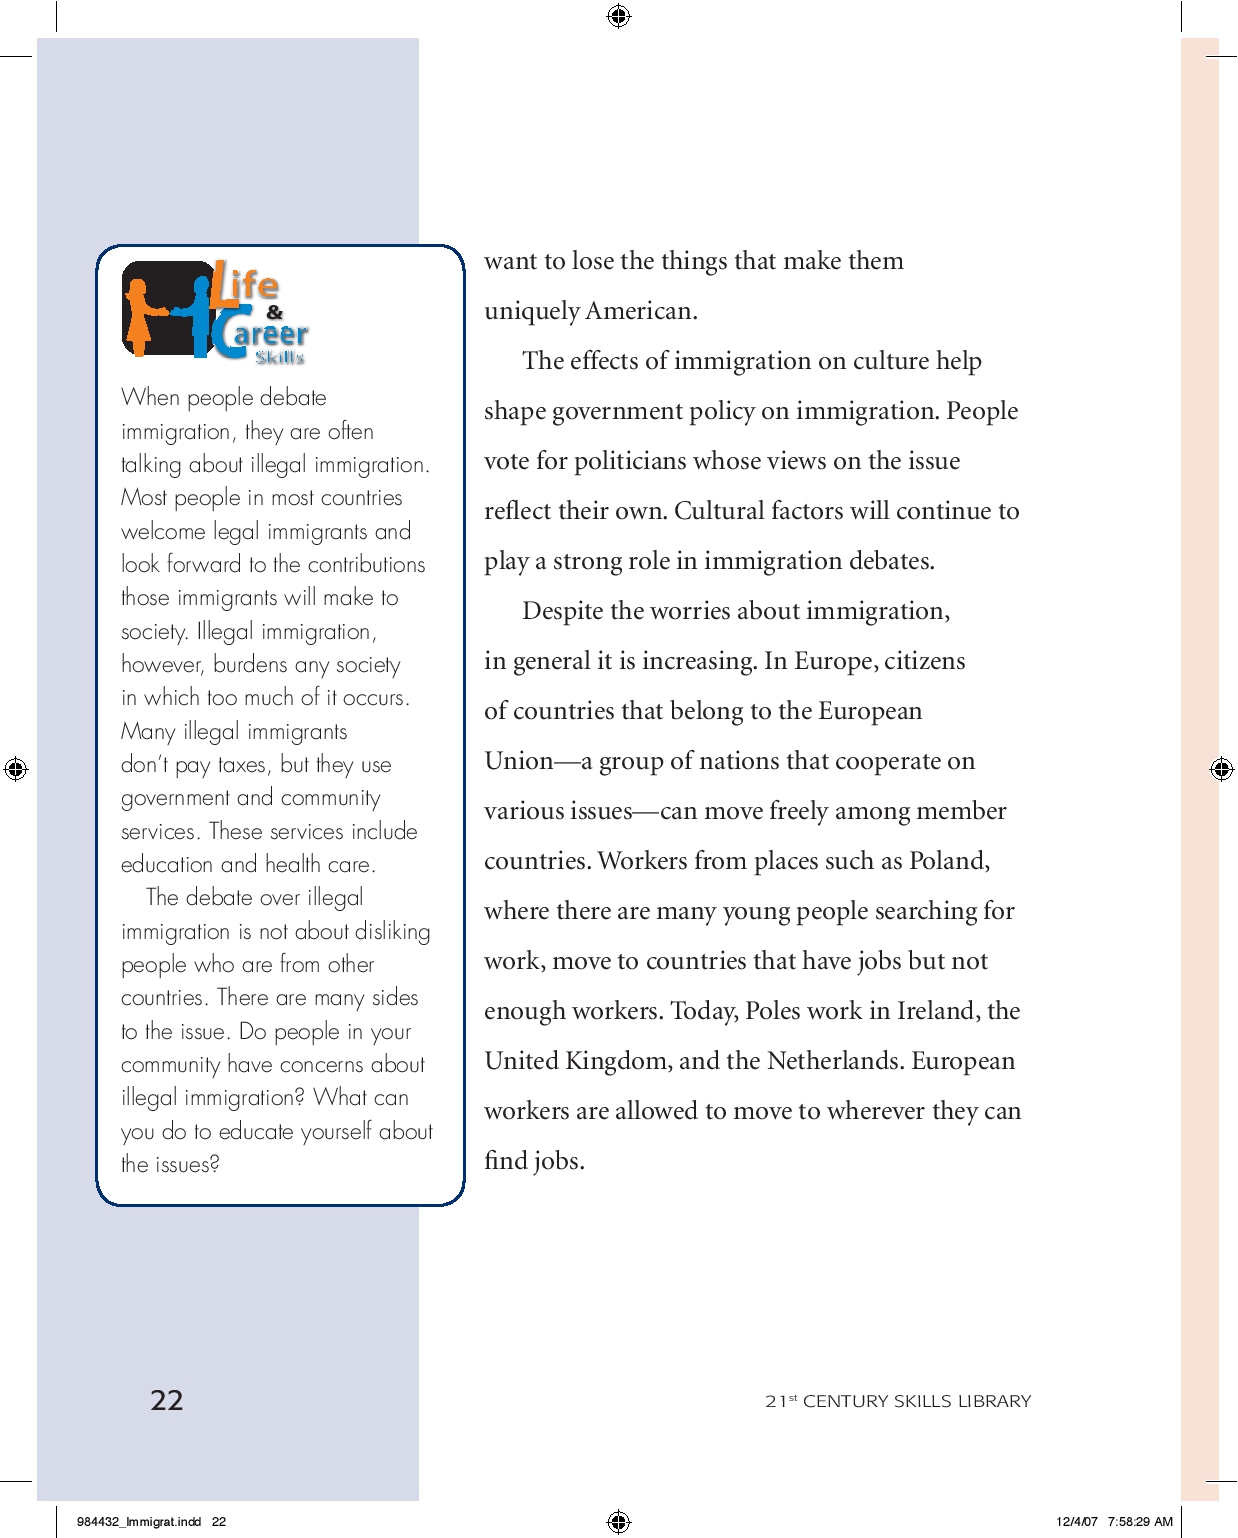 Life
&
Career
Skills
When people debate
immigration, they are often
talking about illegal immigration.
Most people in most countries
welcome legal immigrants and
look forward to the contributions
those immigrants will make to
society. Illegal immigration,
however, burdens any society
in which too much of it occurs.
Many illegal immigrants
don’t pay taxes, but they use
government and community
services. These services include
education and health care.
The debate over illegal
immigration is not about disliking
people who are from other
countries. There are many sides
to the issue. Do people in your
community have concerns about
illegal immigration? What can
you do to educate yourself about
the issues?
want to lose the things that make them
uniquely American.
The effects of immigration on culture help
shape government policy on immigration. People
vote for politicians whose views on the issue
reflect their own. Cultural factors will continue to
play a strong role in immigration debates.
Despite the worries about immigration,
in general it is increasing. In Europe, citizens
of countries that belong to the European
Union—a group of nations that cooperate on
various issues—can move freely among member
countries. Workers from places such as Poland,
where there are many young people searching for
work, move to countries that have jobs but not
enough workers. Today, Poles work in Ireland, the
United Kingdom, and the Netherlands. European
workers are allowed to move to wherever they can
find jobs.
22
21st CENTURY SKILLS LIBRARY
984432_Immigrat.indd 22
12/4/07 7:58:29 AM